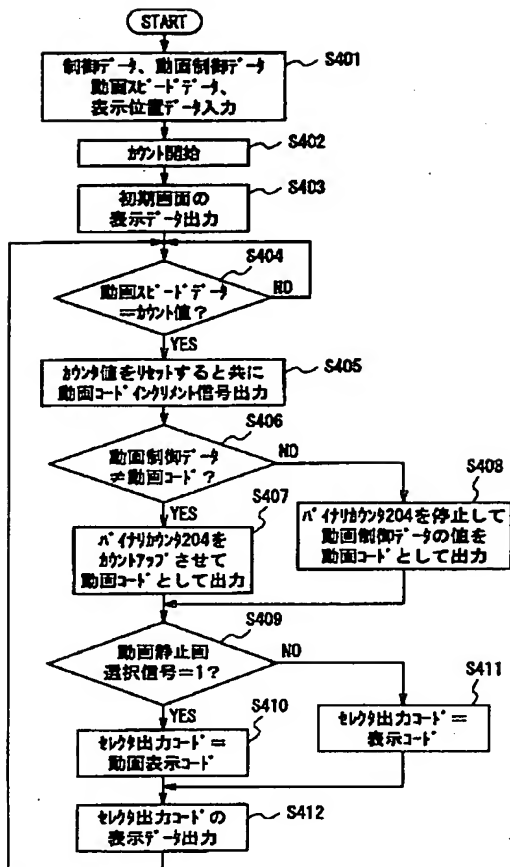 START
制御データ、動画制御データ
動画スピードデータ、
表示位置データ入力
S401
カウント開始
S402
初期画面の
表示データ出力
S403
動画スピードデータ
=カウント値?
S404
NO
YES
カウンタ値をリセットすると共に
動画コードインクリメント信号出力
S405
動画制御データ
≠動画コード?
S406
NO
YES
バイナリカウンタ204を
カウントアップさせて
動画コードとして出力
S407
バイナリカウンタ204を停止して
動画制御データの値を
動画コードとして出力
S408
動画静止画
選択信号=1?
S409
NO
YES
セレクタ出力コード=
動画表示コード
S410
セレクタ出力コード=
表示コード
S411
セレクタ出力コードの
表示データ出力
S412